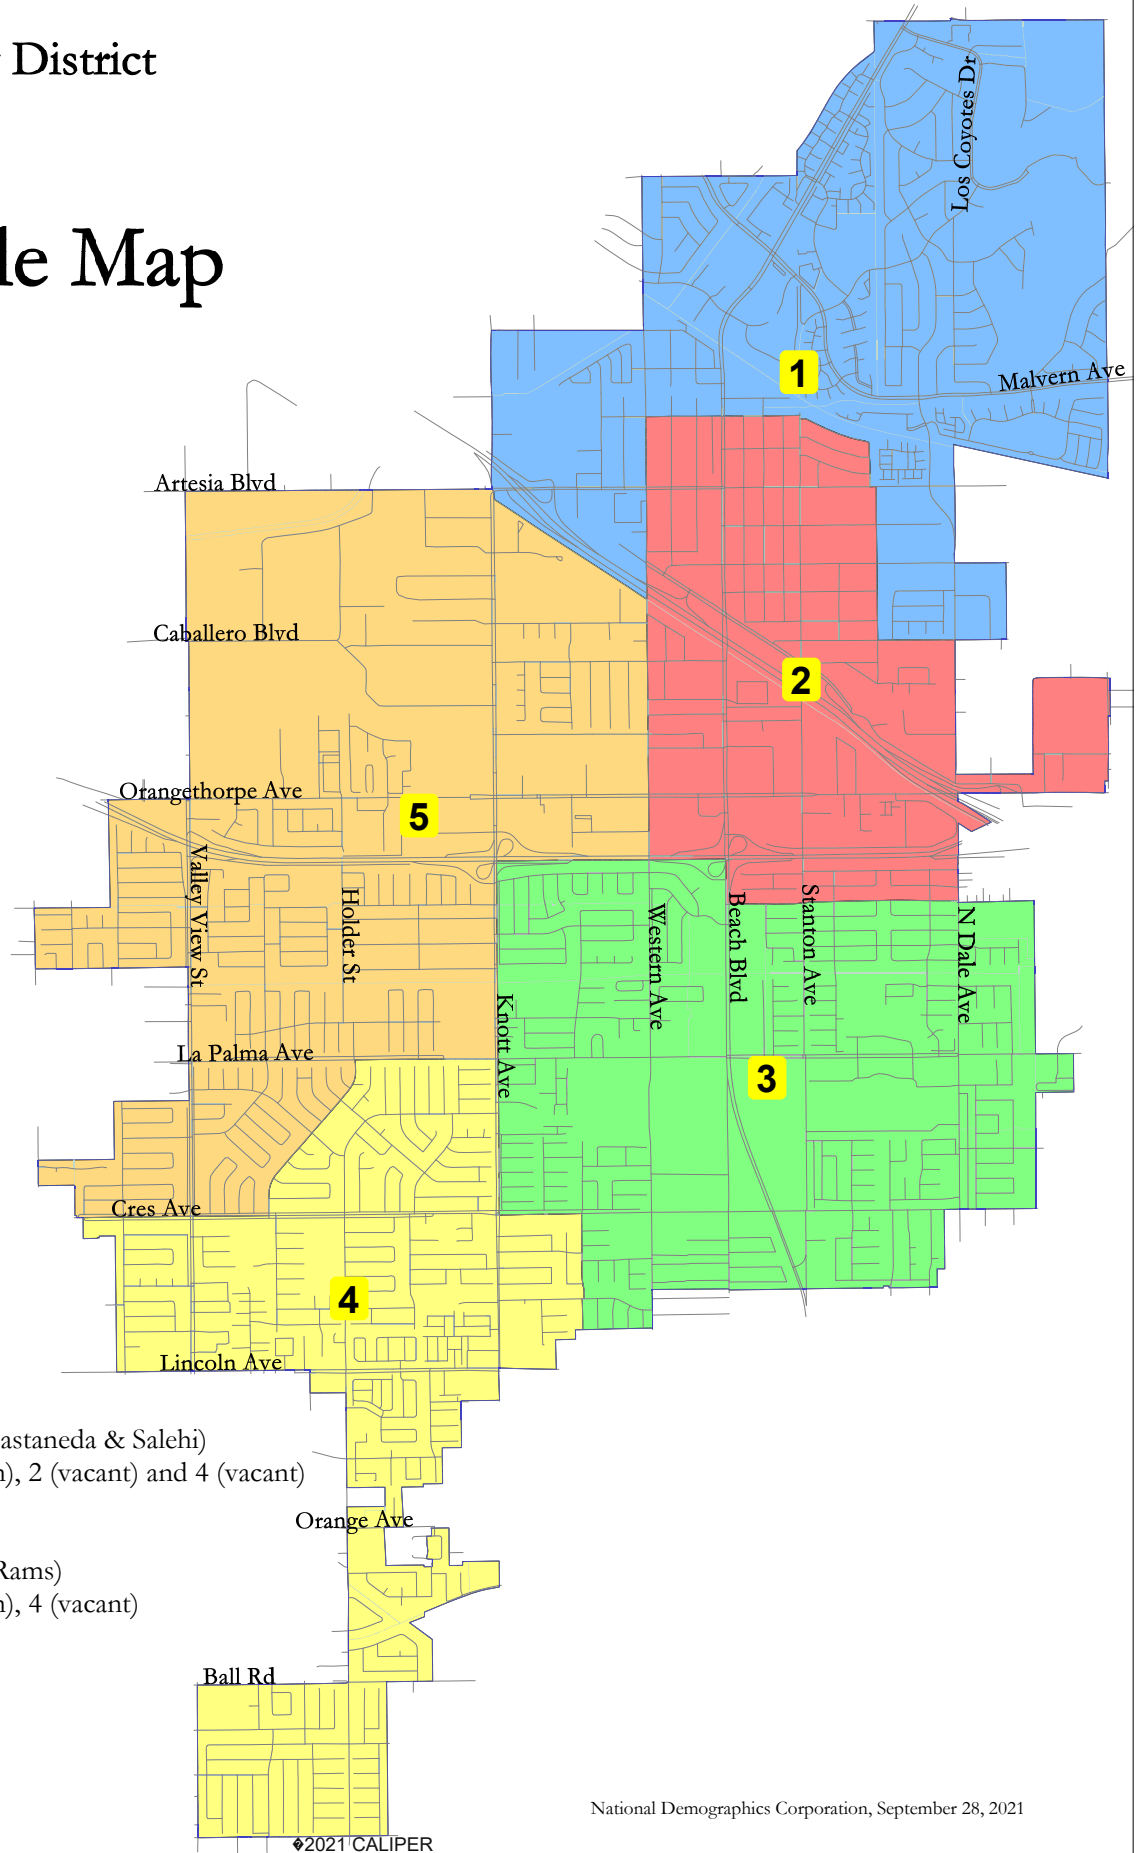 District
le Map
Los Coyotes Dr
1
Malvern Ave
Artesia Blvd
Caballero Blvd
2
Orangethorpe Ave
5
Valley View St
Holder St
Western Ave
Beach Blvd
Stanton Ave
N Dale Ave
Knott Ave
La Palma Ave
3
Cres Ave
4
Lincoln Ave
astaneda & Salehi)
), 2 (vacant) and 4 (vacant)
Orange Ave
Rams)
), 4 (vacant)
Ball Rd
National Demographics Corporation, September 28, 2021
�2021 CALIPER